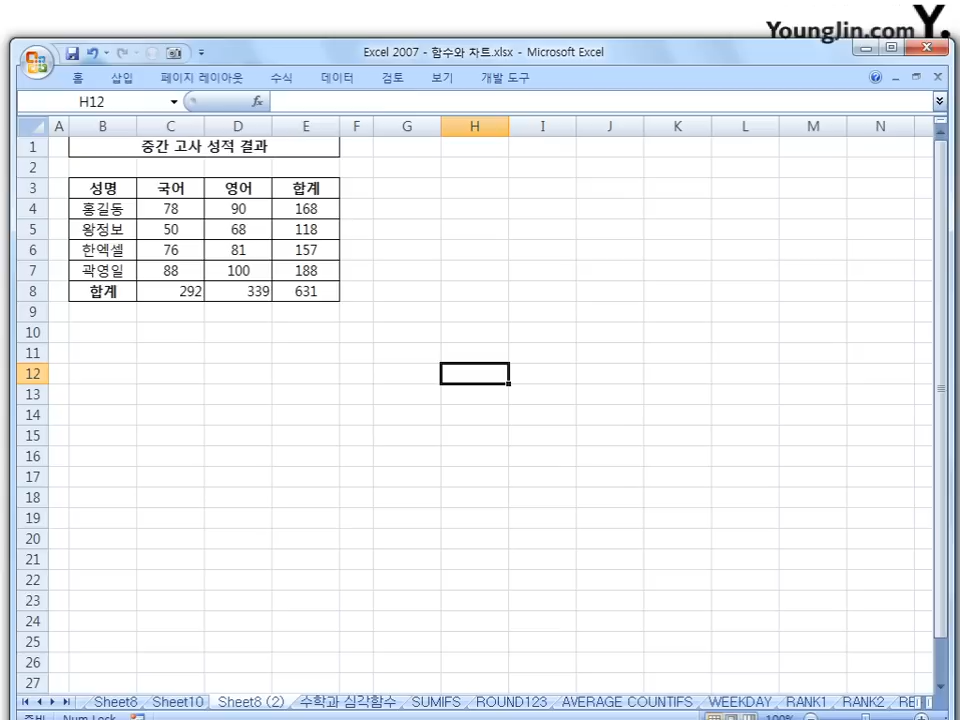 YoungJin.com Y.
Excel 2007 - 함수와 차트.xlsx - Microsoft Excel
홈 삽입 페이지 레이아웃 수식 데이터 검토 보기 개발 도구
H12 fx
A B C D E F G H I J K L M N
1 중간 고사 성적 결과
2
3 성명 국어 영어 합계
4 홍길동 78 90 168
5 왕정보 50 68 118
6 한엑셀 76 81 157
7 곽영일 88 100 188
8 합계 292 339 631
9
10
11
12
13
14
15
16
17
18
19
20
21
22
23
24
25
26
27
Sheet8 Sheet10 Sheet8 (2) 수학과 심각함수 SUMIFS ROUND123 AVERAGE COUNTIFS WEEKDAY RANK1 RANK2
준비 Num Lock 100%